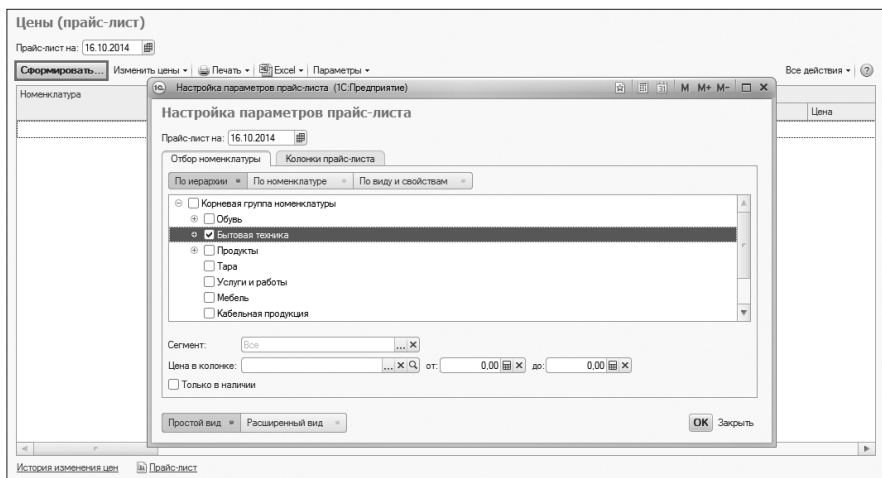 Цены (прайс-лист)
Прайс-лист на: 16.10.2014
Сформировать... Изменить цены Печать Excel Параметры Все действия ?
Номенклатура
Цена
1С Настройка параметров прайс-листа (1С:Предприятие) 31 M M+ M-
Настройка параметров прайс-листа
Прайс-лист на: 16.10.2014
Отбор номенклатуры Колонки прайс-листа
По иерархии По номенклатуре По виду и свойствам
Корневая группа номенклатуры
Обувь
Бытовая техника
Продукты
Тара
Услуги и работы
Мебель
Кабельная продукция
Сегмент: Все ...
Цена в колонке: ... от: 0,00 до: 0,00
Только в наличии
Простой вид Расширенный вид OK Закрыть
История изменения цен Прайс-лист